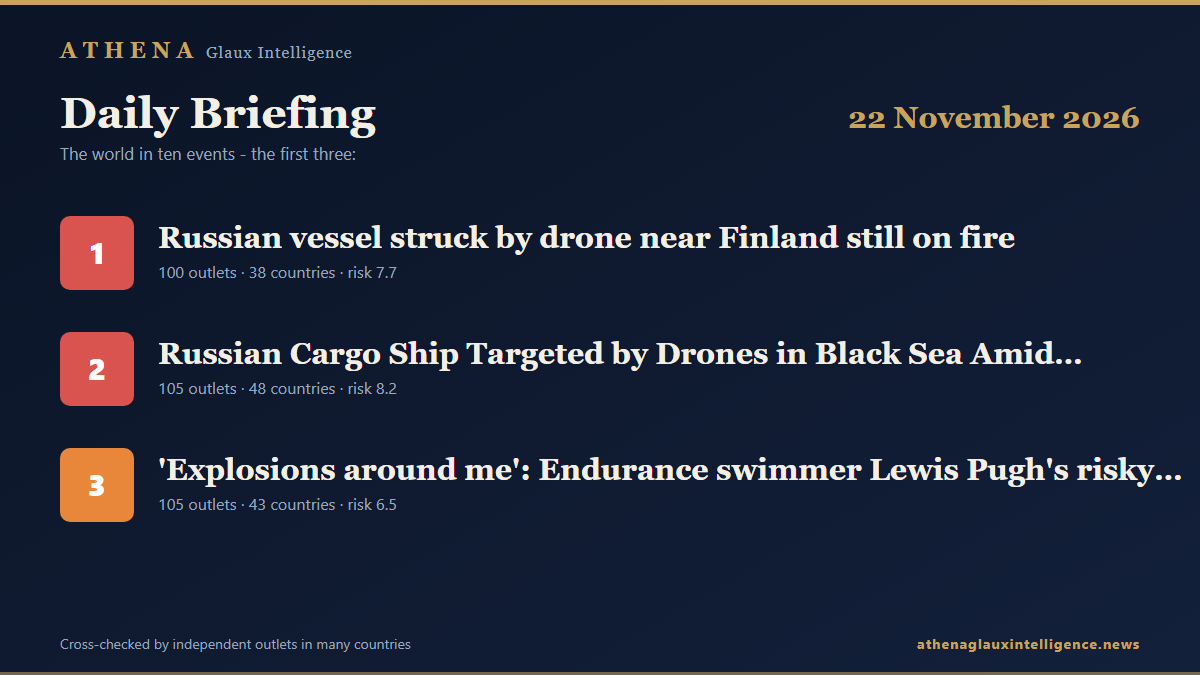 ATHENA Glaux Intelligence
Daily Briefing
22 November 2026
The world in ten events - the first three:
1
Russian vessel struck by drone near Finland still on fire
100 outlets · 38 countries · risk 7.7
2
Russian Cargo Ship Targeted by Drones in Black Sea Amid...
105 outlets · 48 countries · risk 8.2
3
'Explosions around me': Endurance swimmer Lewis Pugh's risky...
105 outlets · 43 countries · risk 6.5
Cross-checked by independent outlets in many countries
athenaglauxintelligence.news